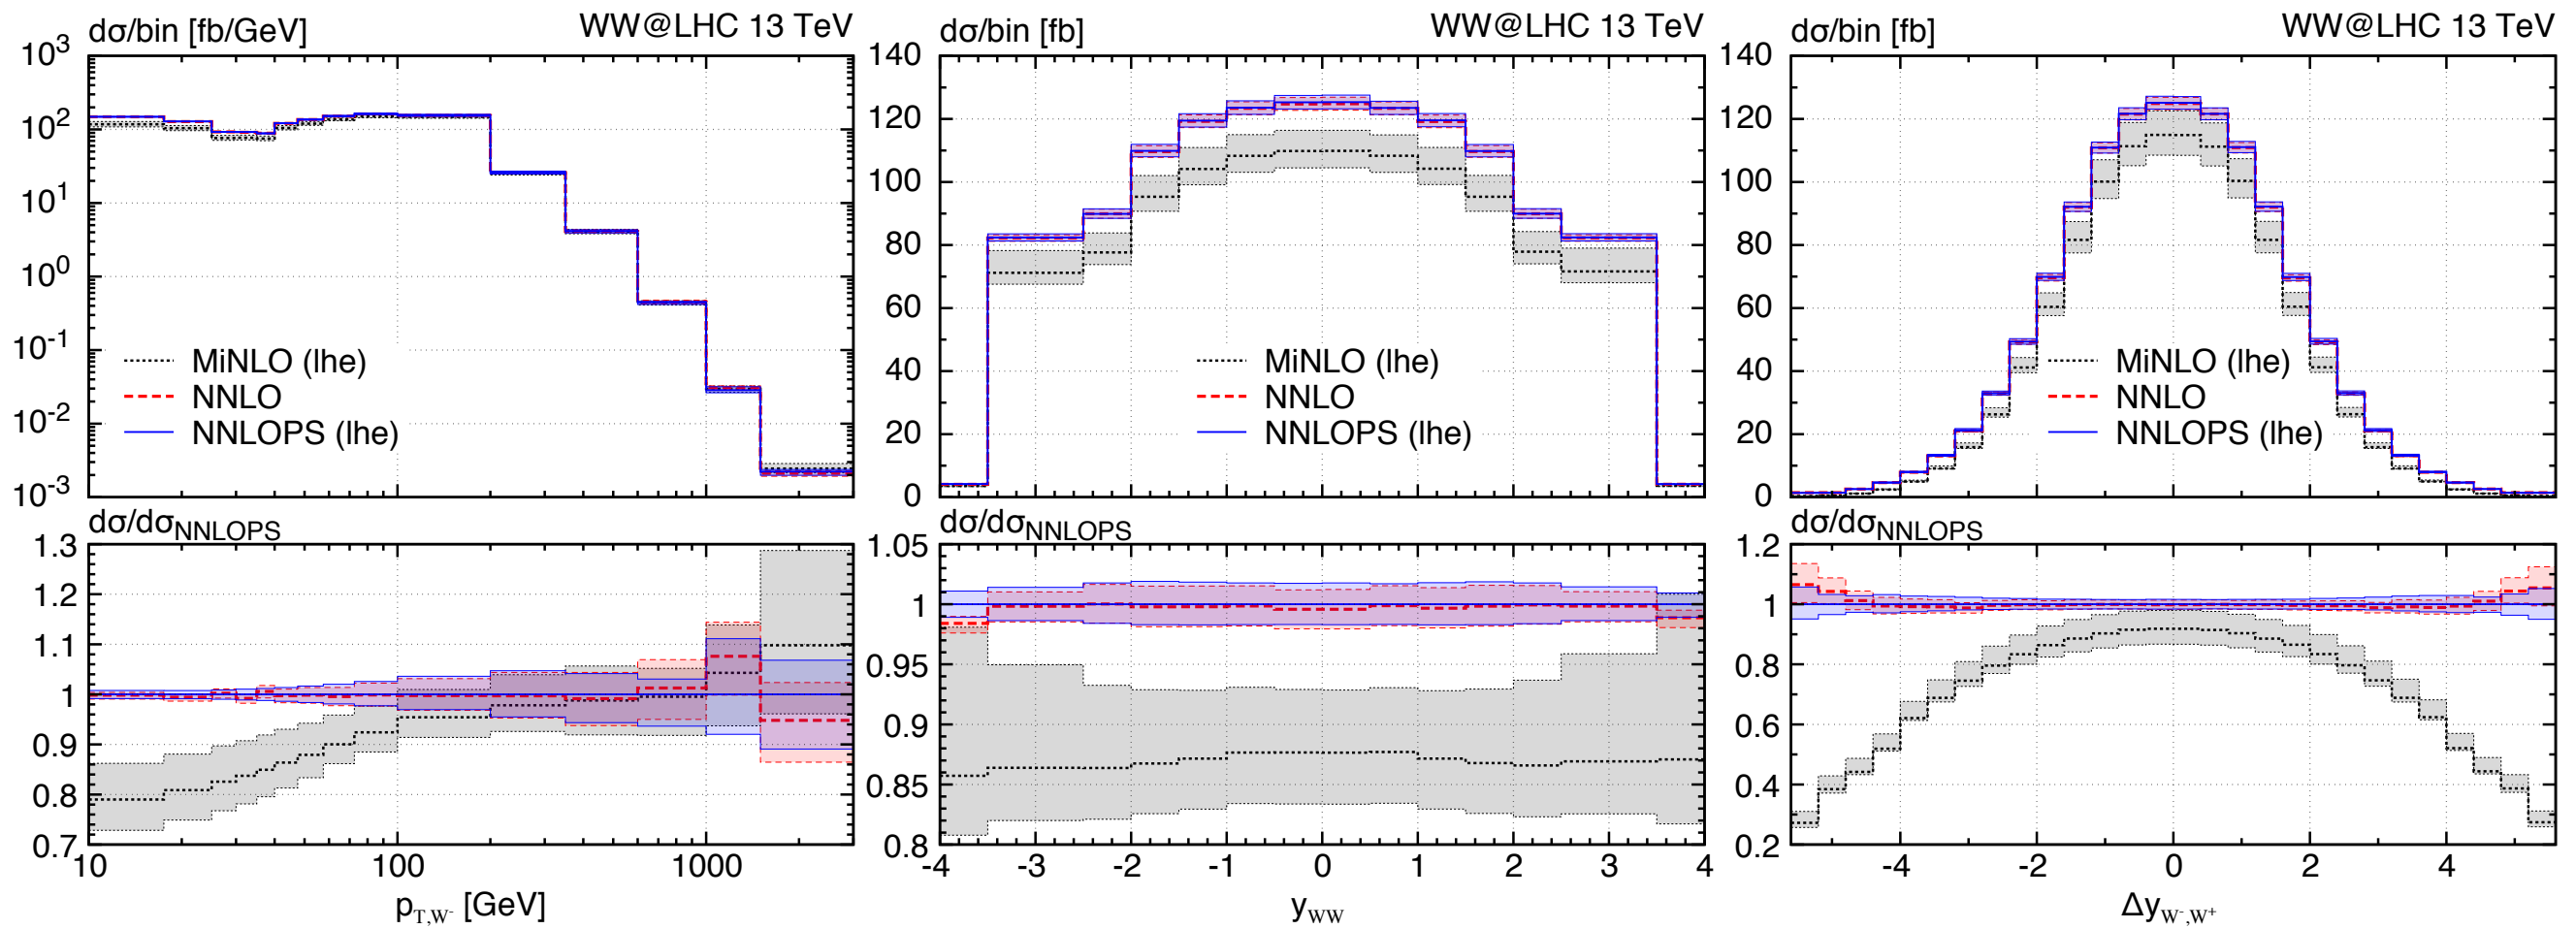 dσ/bin [fb/GeV] WW@LHC 13 TeV
10³
10²
10¹
10⁰
10⁻¹
10⁻²
10⁻³
MiNLO (lhe)
NNLO
NNLOPS (lhe)
dσ/dσNNLOPS
1.3
1.2
1.1
1
0.9
0.8
0.7
10 100 1000
pT,W- [GeV]
dσ/bin [fb] WW@LHC 13 TeV
140
120
100
80
60
40
20
0
MiNLO (lhe)
NNLO
NNLOPS (lhe)
dσ/dσNNLOPS
1.05
1
0.95
0.9
0.85
0.8
-4 -3 -2 -1 0 1 2 3 4
yWW
dσ/bin [fb] WW@LHC 13 TeV
140
120
100
80
60
40
20
0
MiNLO (lhe)
NNLO
NNLOPS (lhe)
dσ/dσNNLOPS
1.2
1
0.8
0.6
0.4
0.2
-4 -2 0 2 4
ΔyW-,W+